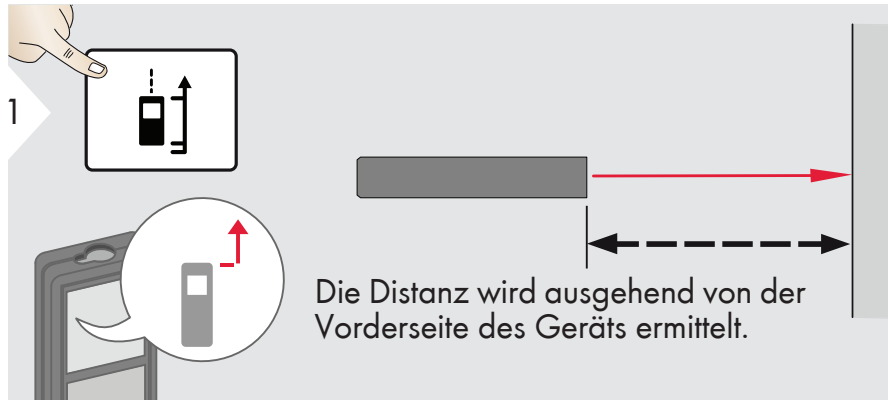 1
Die Distanz wird ausgehend von der
Vorderseite des Geräts ermittelt.